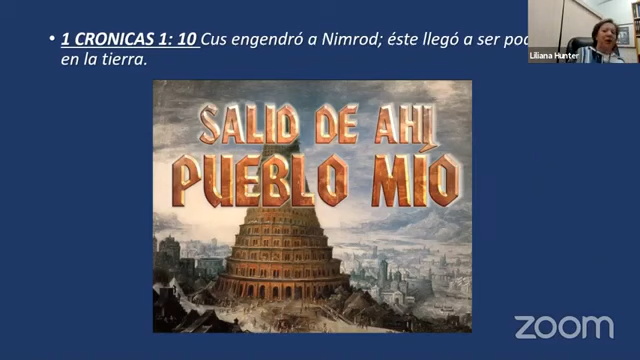 • 1 CRONICAS 1: 10 Cus engendró a Nimrod; éste llegó a ser
en la tierra.
Liliana Hunter
SALID DE AHÍ
PUEBLO MÍO
zoom